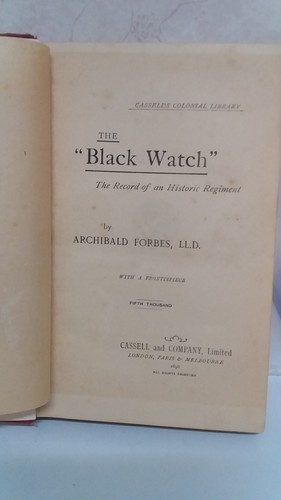 CASSELL'S COLONIAL LIBRARY
THE
"Black Watch"
The Record of an Historic Regiment
by
ARCHIBALD FORBES, LL.D.
WITH A FRONTISPIECE
FIFTH THOUSAND
CASSELL and COMPANY, Limited
LONDON, PARIS & MELBOURNE
ALL RIGHTS RESERVED